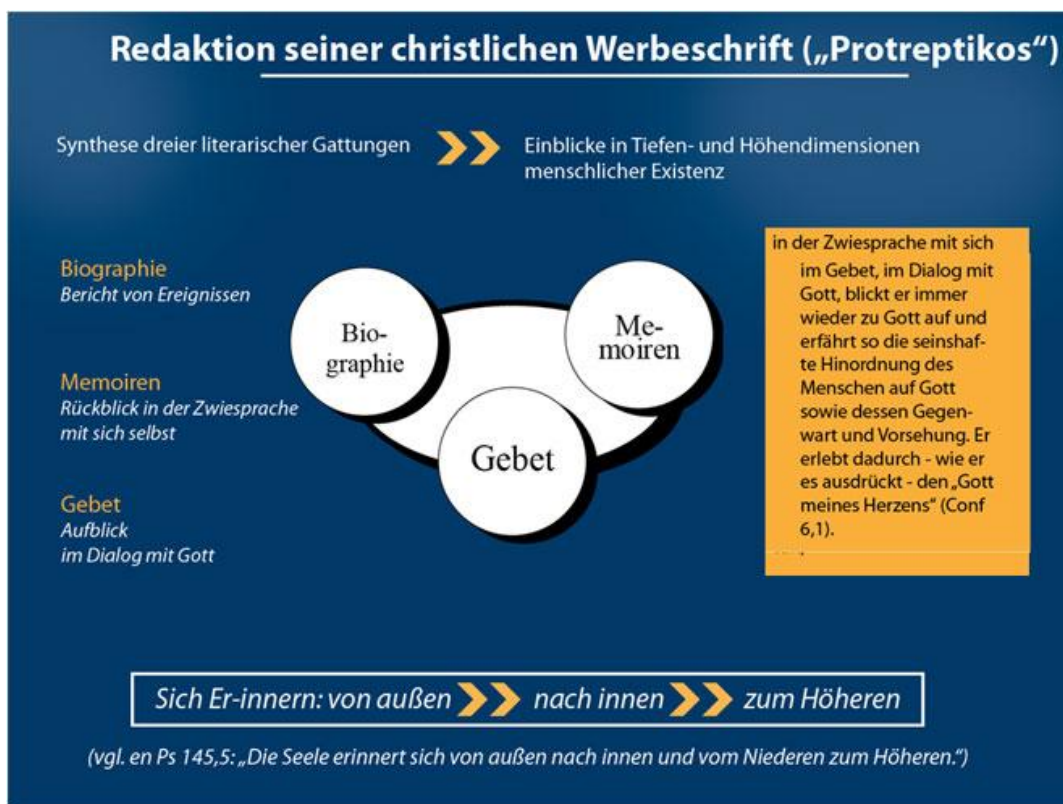 Redaktion seiner christlichen Werbeschrift („Protreptikos“)
Synthese dreier literarischer Gattungen
Einblicke in Tiefen- und Höhendimensionen
menschlicher Existenz
Biographie
Bericht von Ereignissen
Memoiren
Rückblick in der Zwiesprache
mit sich selbst
Gebet
Aufblick
im Dialog mit Gott
Bio-
graphie
Me-
moiren
Gebet
in der Zwiesprache mit sich
im Gebet, im Dialog mit
Gott, blickt er immer
wieder zu Gott auf und
erfährt so die seinshaf-
te Hinordnung des
Menschen auf Gott
sowie dessen Gegen-
wart und Vorsehung. Er
erlebt dadurch - wie er
es ausdrückt - den „Gott
meines Herzens“ (Conf
6,1).
Sich Er-innern: von außen nach innen zum Höheren
(vgl. en Ps 145,5: „Die Seele erinnert sich von außen nach innen und vom Niederen zum Höheren.“)